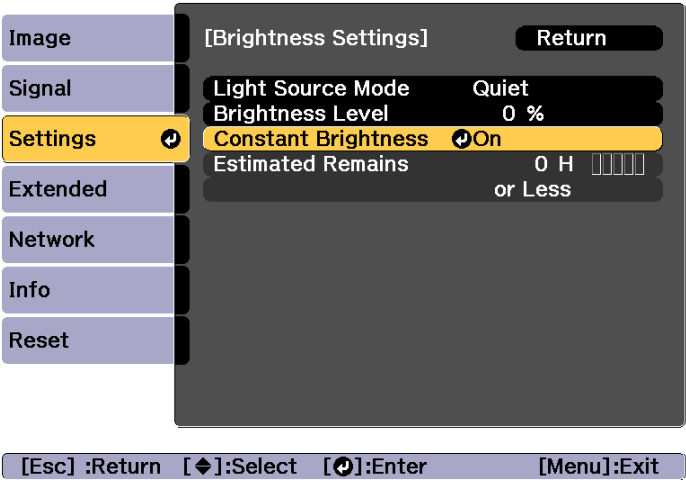 Image
Signal
Settings
Extended
Network
Info
Reset
[Brightness Settings] Return
Light Source Mode Quiet
Brightness Level 0 %
Constant Brightness On
Estimated Remains 0 H
or Less
[Esc] :Return [◆]:Select [↵]:Enter [Menu]:Exit